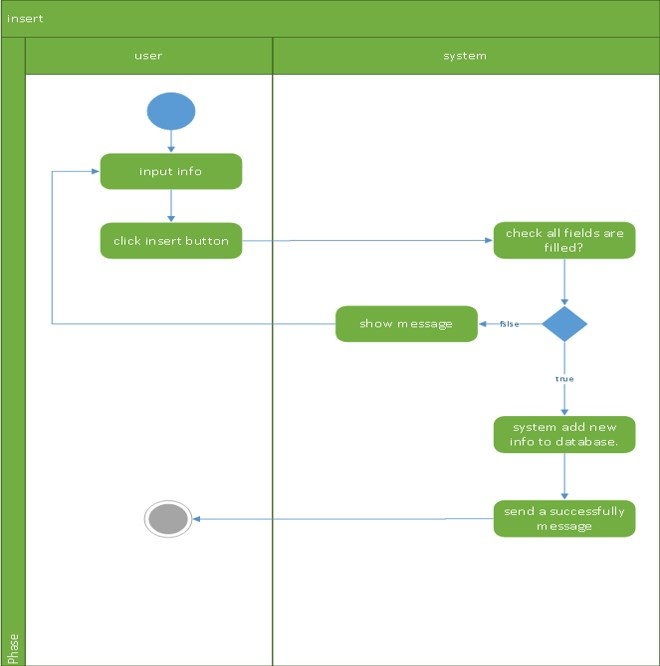 insert
user
system
input info
click insert button
check all fields are
filled?
show message
false
true
system add new
info to database.
send a successfully
message
Phase